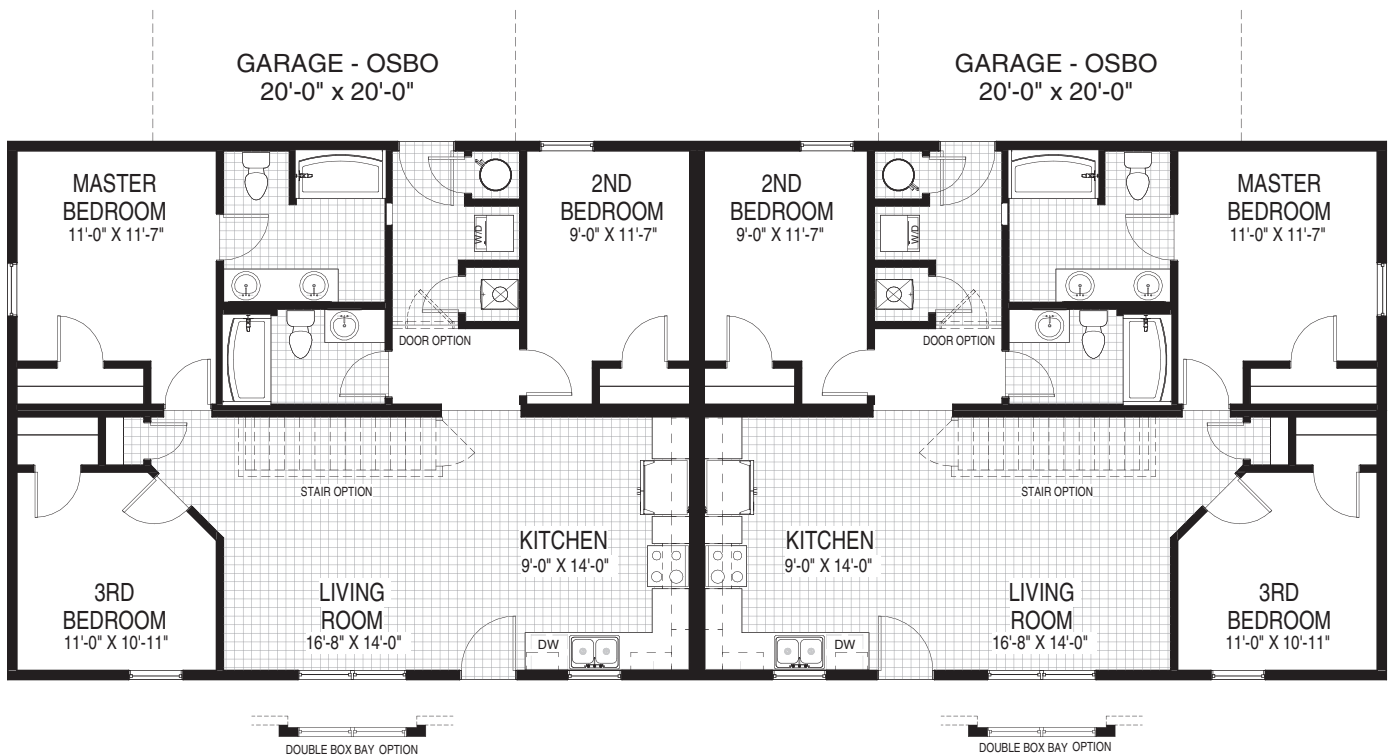 GARAGE - OSBO
20'-0" x 20'-0"
GARAGE - OSBO
20'-0" x 20'-0"
MASTER
BEDROOM
11'-0" X 11'-7"
2ND
BEDROOM
9'-0" X 11'-7"
2ND
BEDROOM
9'-0" X 11'-7"
MASTER
BEDROOM
11'-0" X 11'-7"
W/D
W/D
DOOR OPTION
DOOR OPTION
STAIR OPTION
STAIR OPTION
KITCHEN
9'-0" X 14'-0"
KITCHEN
9'-0" X 14'-0"
3RD
BEDROOM
11'-0" X 10'-11"
LIVING
ROOM
16'-8" X 14'-0"
DW
DW
LIVING
ROOM
16'-8" X 14'-0"
3RD
BEDROOM
11'-0" X 10'-11"
DOUBLE BOX BAY OPTION
DOUBLE BOX BAY OPTION